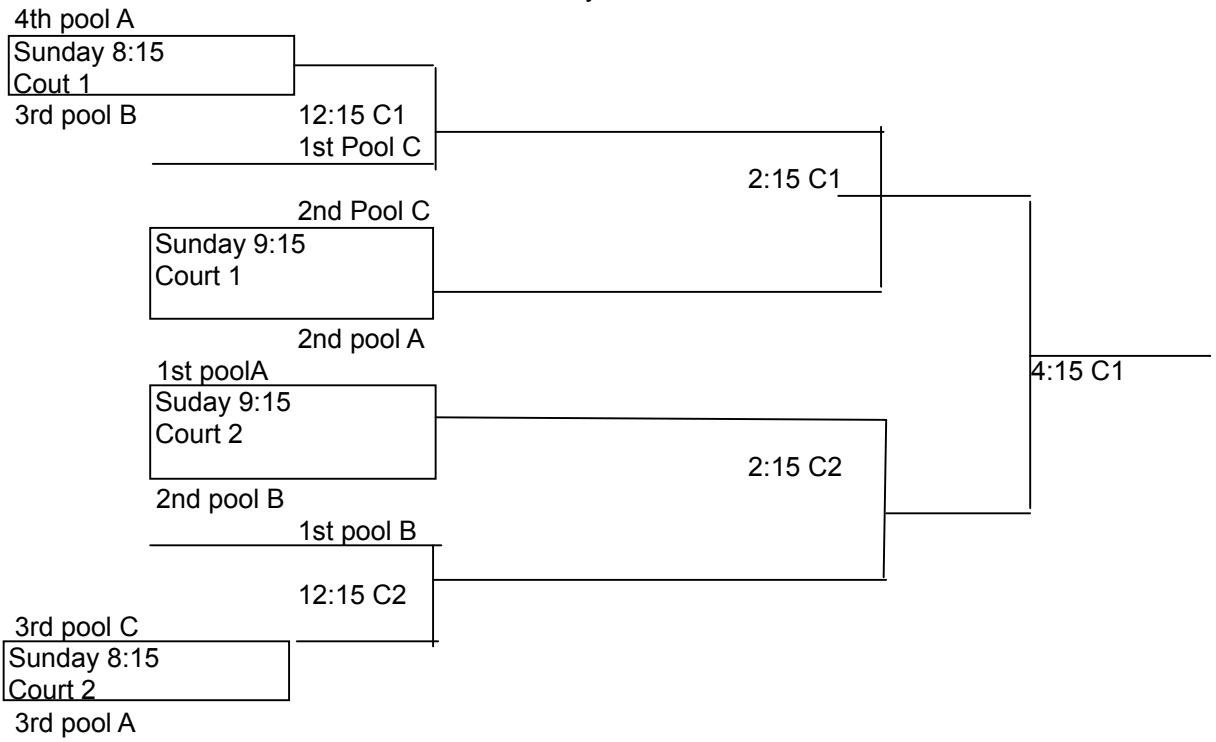 4th pool A
Sunday 8:15
Cout 1
3rd pool B
12:15 C1
1st Pool C
2:15 C1
2nd Pool C
Sunday 9:15
Court 1
2nd pool A
1st poolA
4:15 C1
Suday 9:15
Court 2
2:15 C2
2nd pool B
1st pool B
12:15 C2
3rd pool C
Sunday 8:15
Court 2
3rd pool A